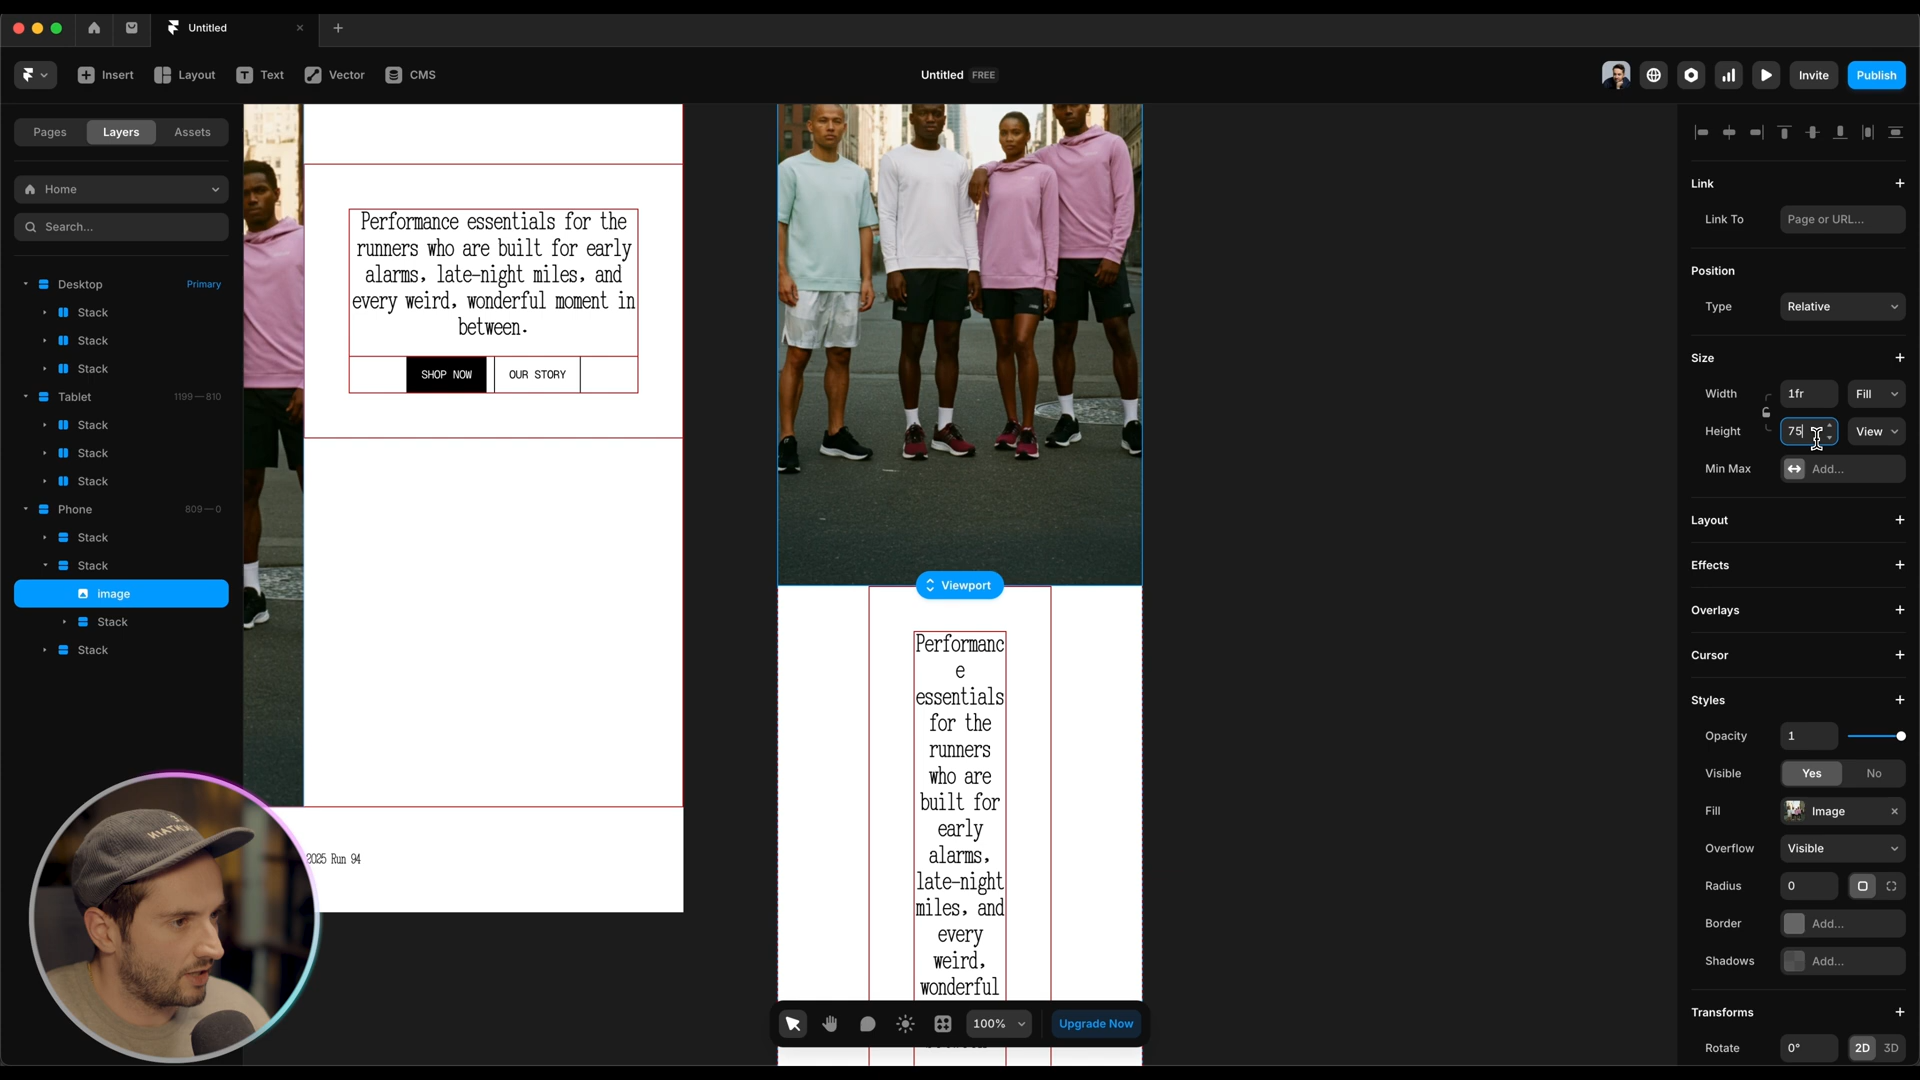 Untitled
Insert
Layout
Text
Vector
CMS
Untitled FREE
Invite
Publish
Pages
Layers
Assets
Home
Search...
Desktop Primary
Stack
Stack
Stack
Tablet 1199—810
Stack
Stack
Stack
Phone 809—0
Stack
Stack
image
Stack
Stack
Performance essentials for the
runners who are built for early
alarms, late-night miles, and
every weird, wonderful moment in
between.
SHOP NOW
OUR STORY
2025 Run 94
Viewport
Performanc
e
essentials
for the
runners
who are
built for
early
alarms,
late-night
miles, and
every
weird,
wonderful
100%
Upgrade Now
Link
Link To Page or URL...
Position
Type Relative
Size
Width 1fr Fill
Height 75 View
Min Max Add...
Layout
Effects
Overlays
Cursor
Styles
Opacity 1
Visible Yes No
Fill Image
Overflow Visible
Radius 0
Border Add...
Shadows Add...
Transforms
Rotate 0° 2D 3D